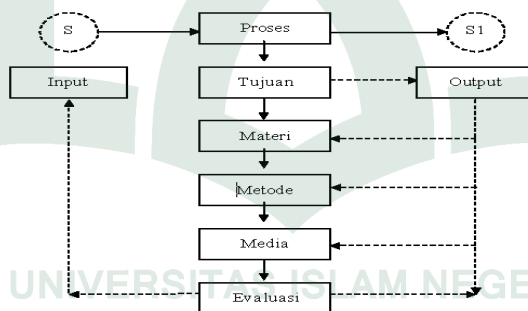 S
Proses
S1
Input
Tujuan
Output
Materi
Metode
Media
UNIVERSITAS ISLAM NEGE
Evaluasi